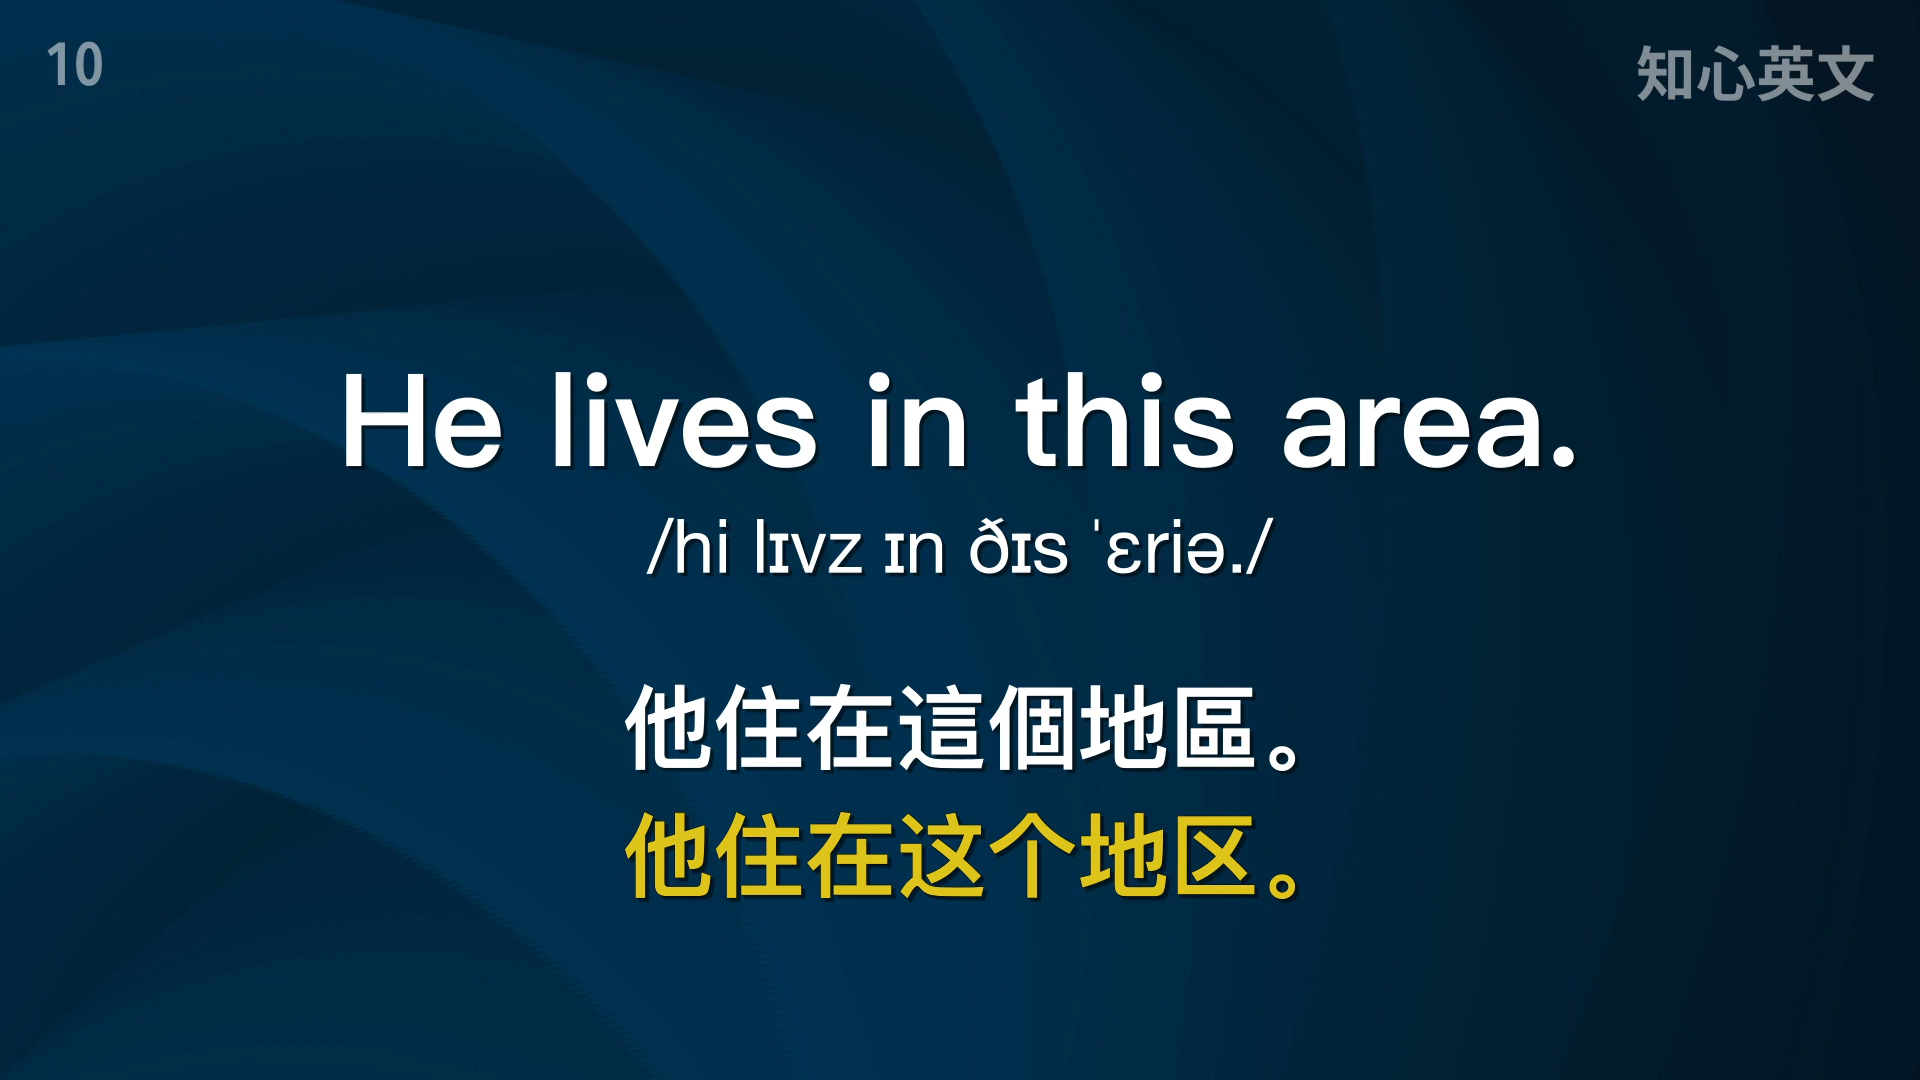 10
知心英文
He lives in this area.
/hi lɪvz ɪn ðɪs ˈɛriə./
他住在這個地區。
他住在这个地区。